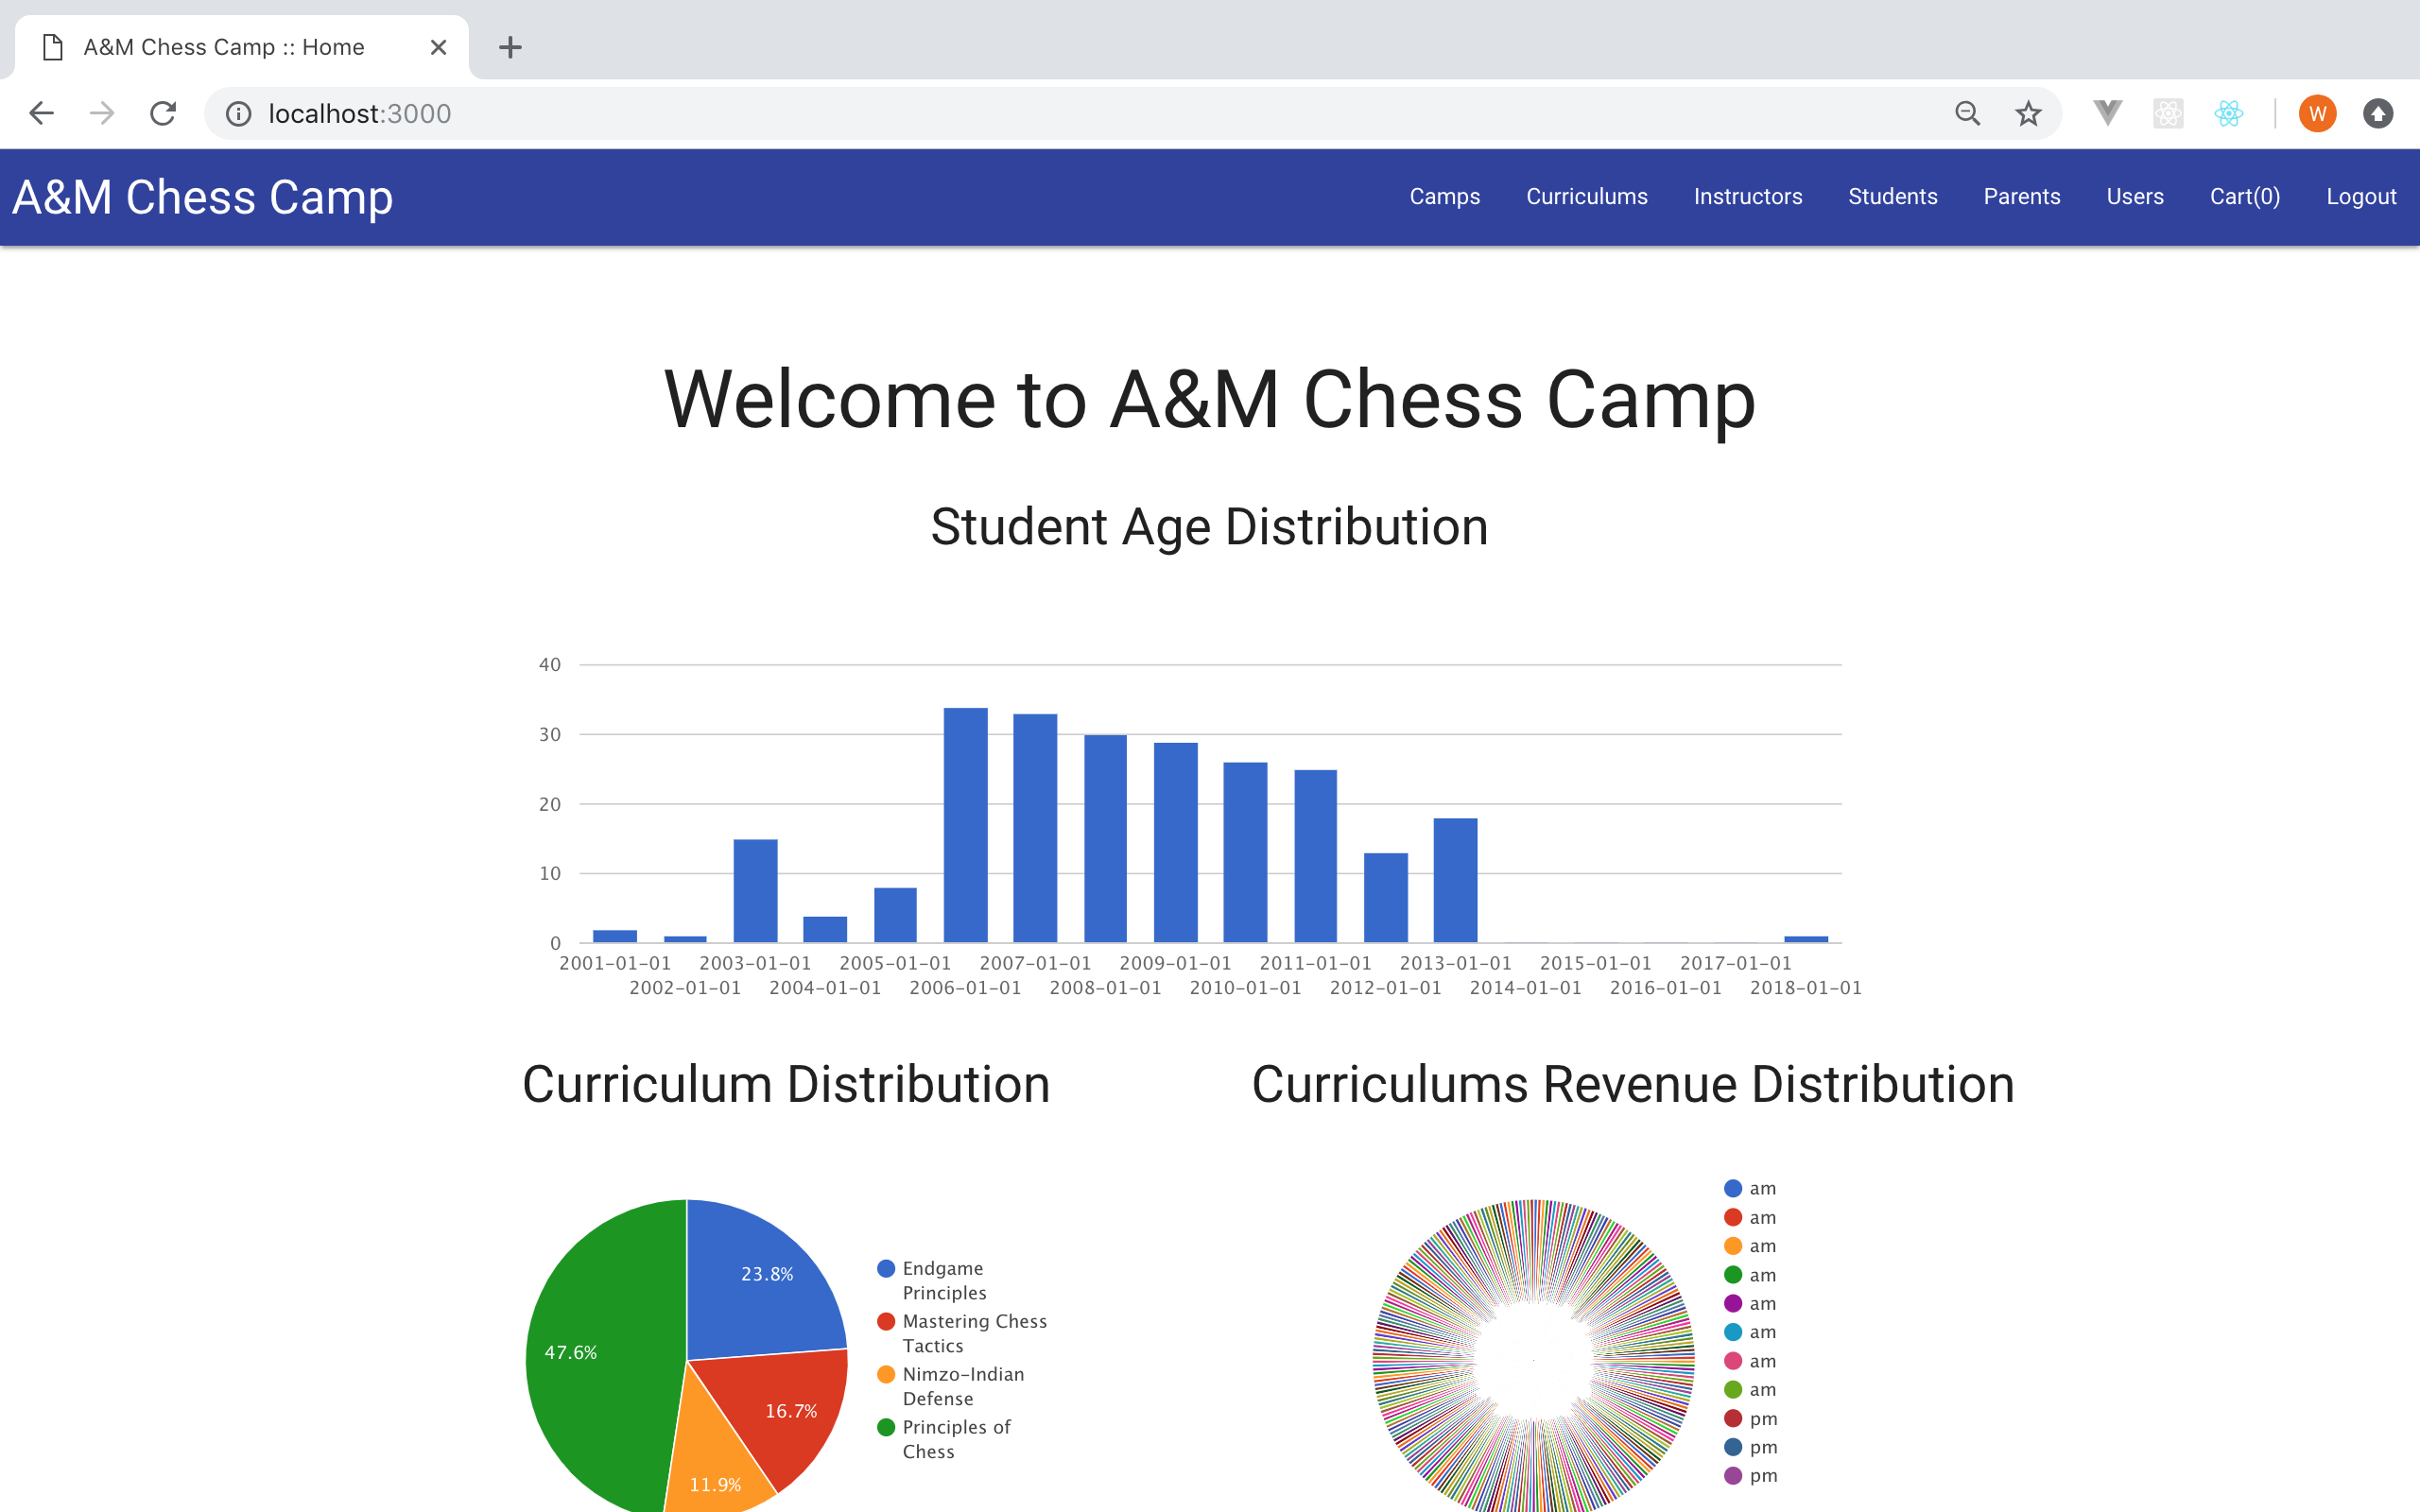 A&M Chess Camp :: Home
localhost:3000
W
A&M Chess Camp
Camps Curriculums Instructors Students Parents Users Cart(0) Logout
Welcome to A&M Chess Camp
Student Age Distribution
40
30
20
10
0
2001-01-01 2003-01-01 2005-01-01 2007-01-01 2009-01-01 2011-01-01 2013-01-01 2015-01-01 2017-01-01
2002-01-01 2004-01-01 2006-01-01 2008-01-01 2010-01-01 2012-01-01 2014-01-01 2016-01-01 2018-01-01
Curriculum Distribution
23.8%
47.6%
16.7%
11.9%
Endgame
Principles
Mastering Chess
Tactics
Nimzo-Indian
Defense
Principles of
Chess
Curriculums Revenue Distribution
am
am
am
am
am
am
am
am
pm
pm
pm